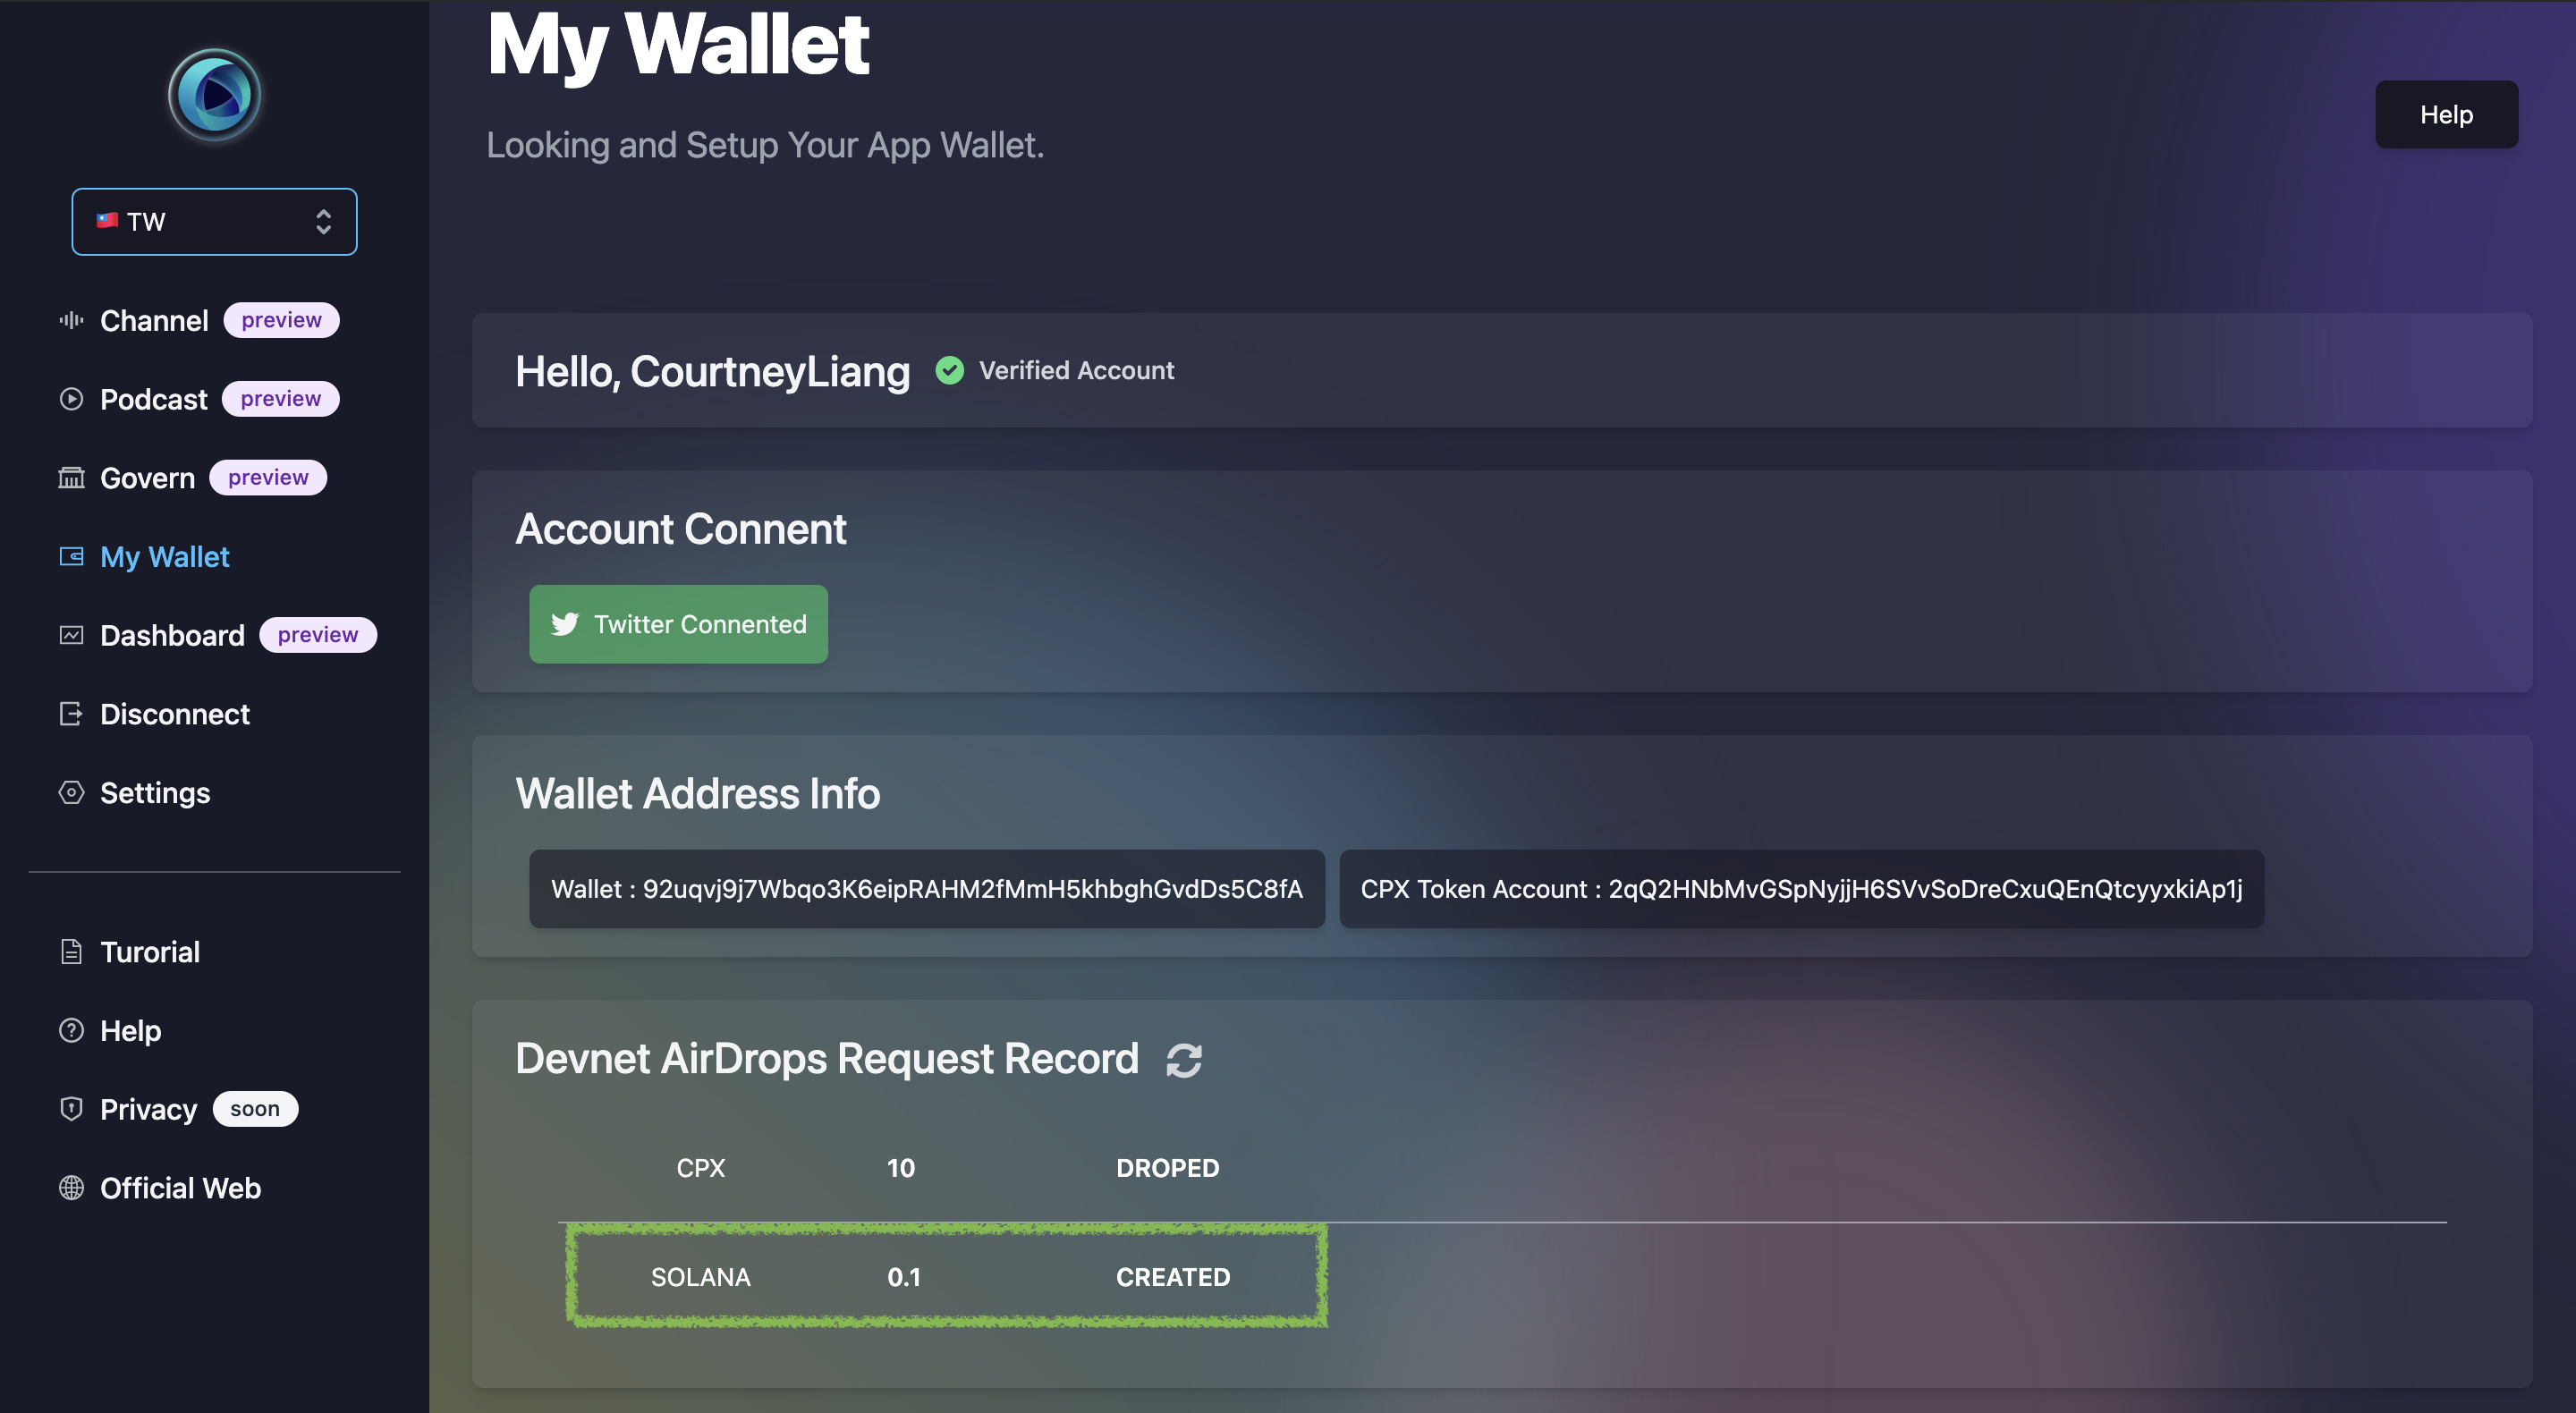 TW
Channel preview
Podcast preview
Govern preview
My Wallet
Dashboard preview
Disconnect
Settings
Turorial
Help
Privacy soon
Official Web
My Wallet
Looking and Setup Your App Wallet.
Help
Hello, CourtneyLiang Verified Account
Account Connent
Twitter Connented
Wallet Address Info
Wallet : 92uqvj9j7Wbqo3K6eipRAHM2fMmH5khbghGvdDs5C8fA
CPX Token Account : 2qQ2HNbMvGSpNyjjH6SVvSoDreCxuQEnQtcyyxkiAp1j
Devnet AirDrops Request Record
CPX 10 DROPED
SOLANA 0.1 CREATED